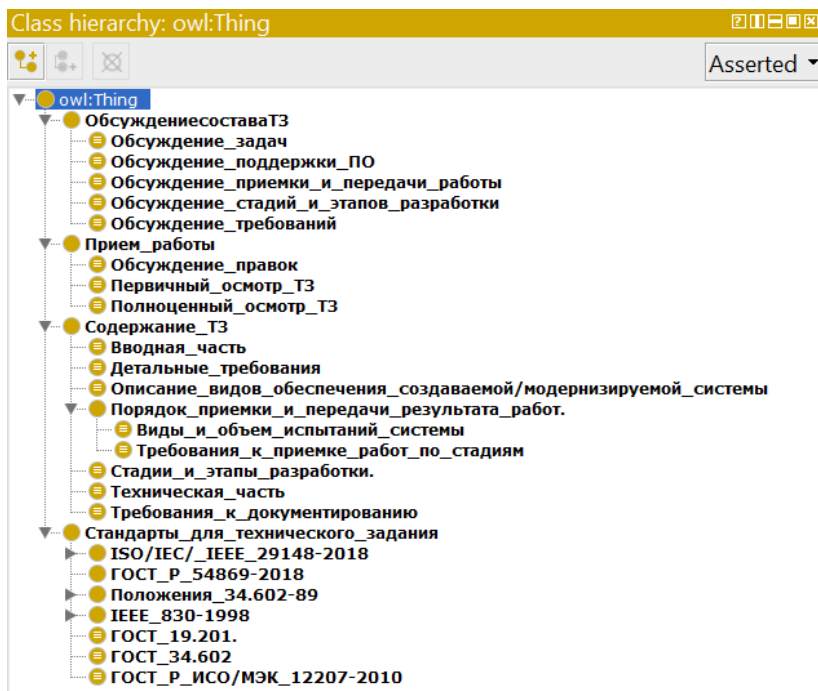 Class hierarchy: owl:Thing
Asserted
owl:Thing
ОбсуждениесоставаТЗ
Обсуждение_задач
Обсуждение_поддержки_ПО
Обсуждение_приемки_и_передачи_работы
Обсуждение_стадий_и_этапов_разработки
Обсуждение_требований
Прием_работы
Обсуждение_правок
Первичный_осмотр_ТЗ
Полноценный_осмотр_ТЗ
Содержание_ТЗ
Вводная_часть
Детальные_требования
Описание_видов_обеспечения_создаваемой/модернизируемой_системы
Порядок_приемки_и_передачи_результата_работ.
Виды_и_объем_испытаний_системы
Требования_к_приемке_работ_по_стадиям
Стадии_и_этапы_разработки.
Техническая_часть
Требования_к_документированию
Стандарты_для_технического_задания
ISO/IEC/_IEEE_29148-2018
ГОСТ_Р_54869-2018
Положения_34.602-89
IEEE_830-1998
ГОСТ_19.201.
ГОСТ_34.602
ГОСТ_Р_ИСО/МЭК_12207-2010